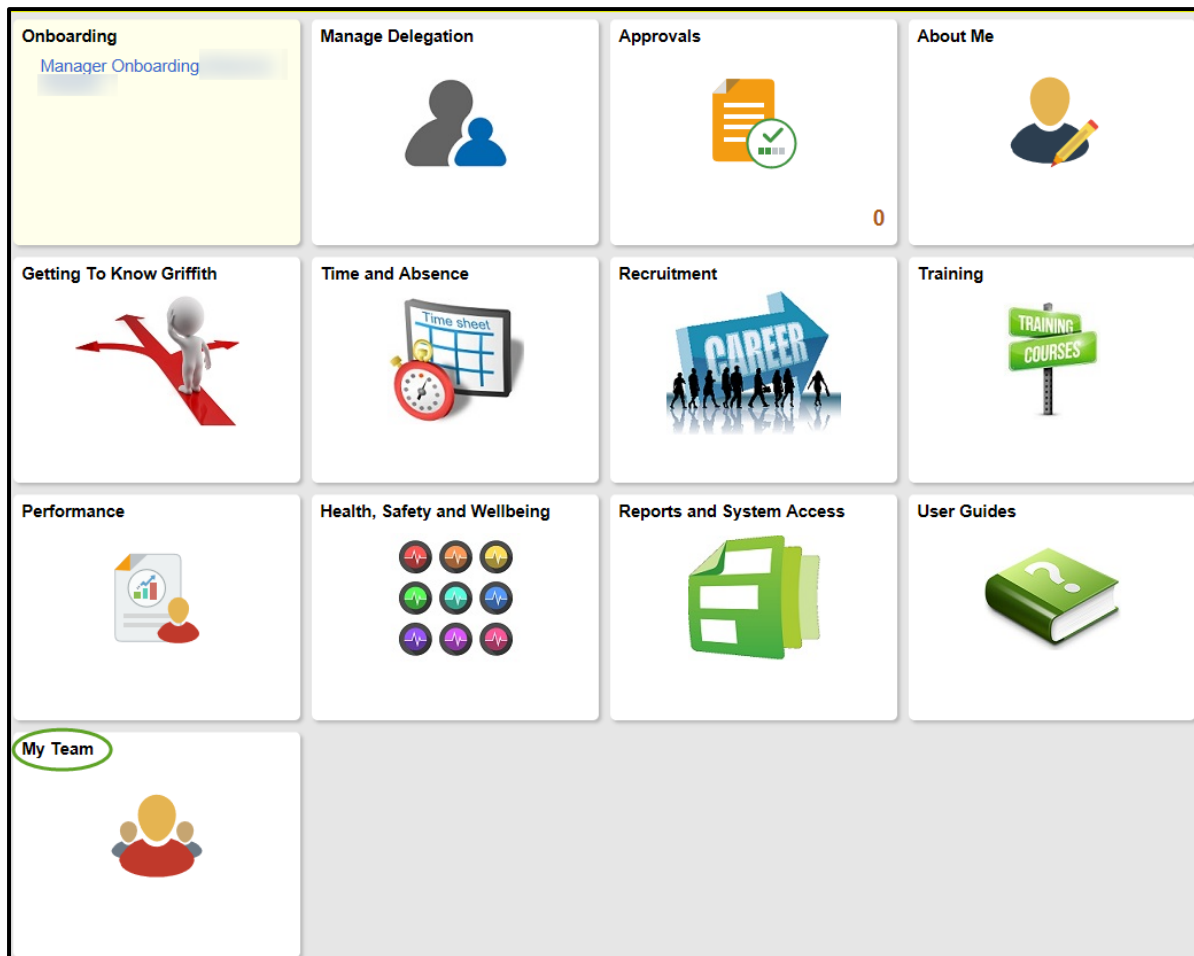 Onboarding
Manager Onboarding
Manage Delegation
Approvals
0
About Me
Getting To Know Griffith
Time and Absence
Time sheet
Recruitment
CAREER
Training
TRAINING
COURSES
Performance
Health, Safety and Wellbeing
Reports and System Access
User Guides
?
My Team